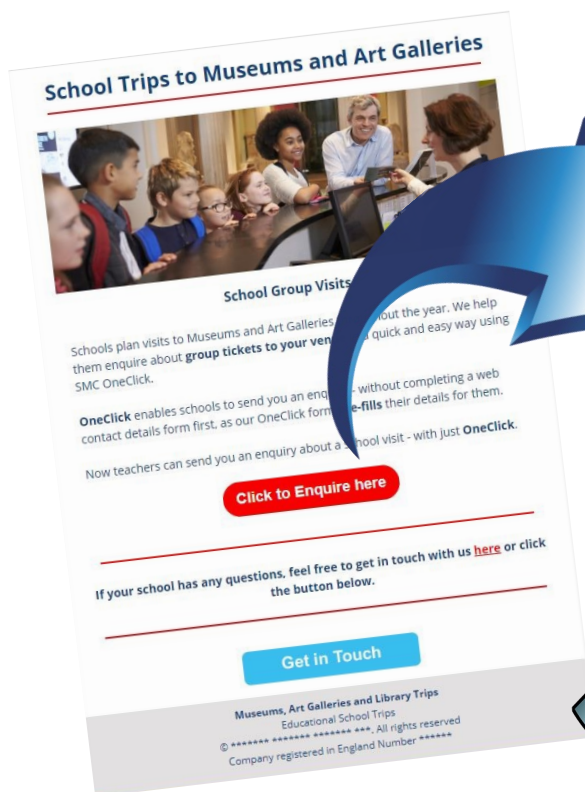 School Trips to Museums and Art Galleries
School Group Visits
Schools plan visits to Museums and Art Galleries out the year. We help
them enquire about group tickets to your ven quick and easy way using
SMC OneClick.
OneClick enables schools to send you an enq - without completing a web
contact details form first, as our OneClick form e-fills their details for them.
Now teachers can send you an enquiry about a school visit - with just OneClick.
Click to Enquire here
If your school has any questions, feel free to get in touch with us here or click
the button below.
Get in Touch
Museums, Art Galleries and Library Trips
Educational School Trips
© ******* ******* ******* ***. All rights reserved
Company registered in England Number ******